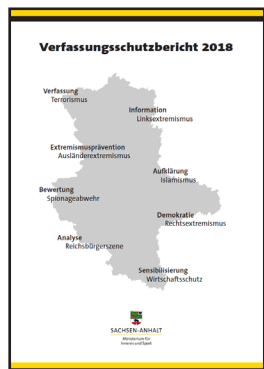 Verfassungsschutzbericht 2018
Verfassung
Terrorismus
Information
Linksextremismus
Extremismusprävention
Ausländerextremismus
Aufklärung
Islamismus
Bewertung
Spionageabwehr
Demokratie
Rechtsextremismus
Analyse
Reichsbürgerszene
Sensibilisierung
Wirtschaftsschutz
SACHSEN-ANHALT
Ministerium für
Inneres und Sport